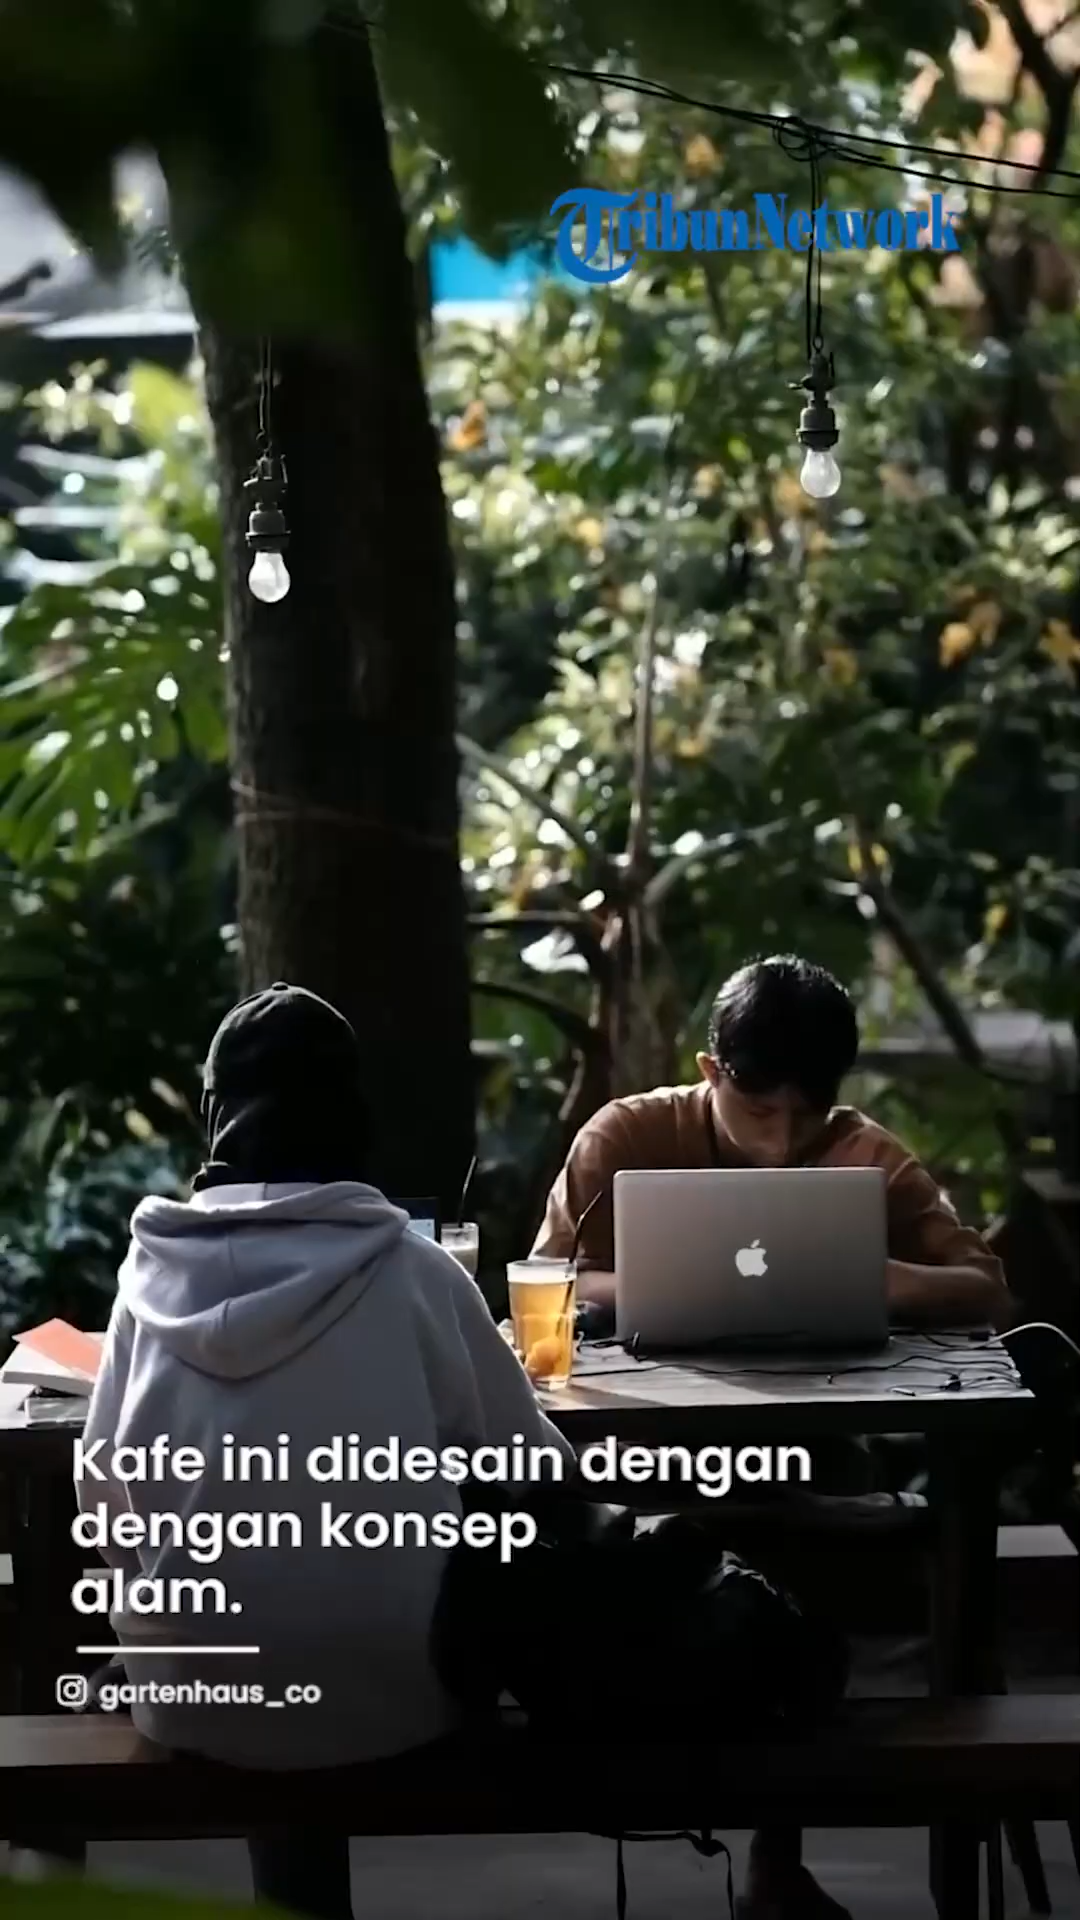 TribunNetwork
Kafe ini didesain dengan
dengan konsep
alam.
gartenhaus_co